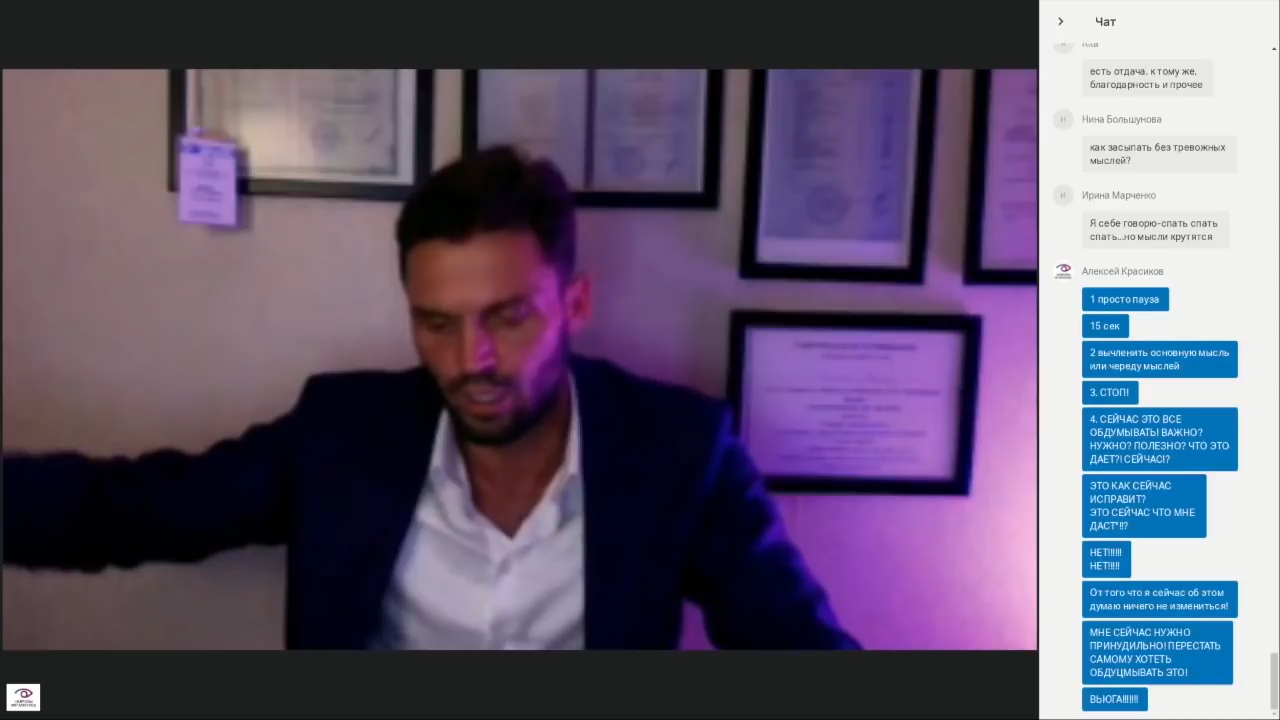 Чат
Rita
есть отдача. к тому же,
благодарность и прочее
Н
Нина Большунова
как засыпать без тревожных
мыслей?
И
Ирина Марченко
Я себе говорю-спать спать
спать...но мысли крутятся
Алексей Красиков
1 просто пауза
15 сек
2 вычленить основную мысль
или череду мыслей
3. СТОП!
4. СЕЙЧАС ЭТО ВСЕ
ОБДУМЫВАТЬ! ВАЖНО?
НУЖНО? ПОЛЕЗНО? ЧТО ЭТО
ДАЕТ?! СЕЙЧАС!?
ЭТО КАК СЕЙЧАС
ИСПРАВИТ?
ЭТО СЕЙЧАС ЧТО МНЕ
ДАСТ"!!?
НЕТ!!!!!!
НЕТ!!!!!
От того что я сейчас об этом
думаю ничего не измениться!
МНЕ СЕЙЧАС НУЖНО
ПРИНУДИЛЬНО! ПЕРЕСТАТЬ
САМОМУ ХОТЕТЬ
ОБДУЦМЫВАТЬ ЭТО!
ВЬЮГА!!!!!!!